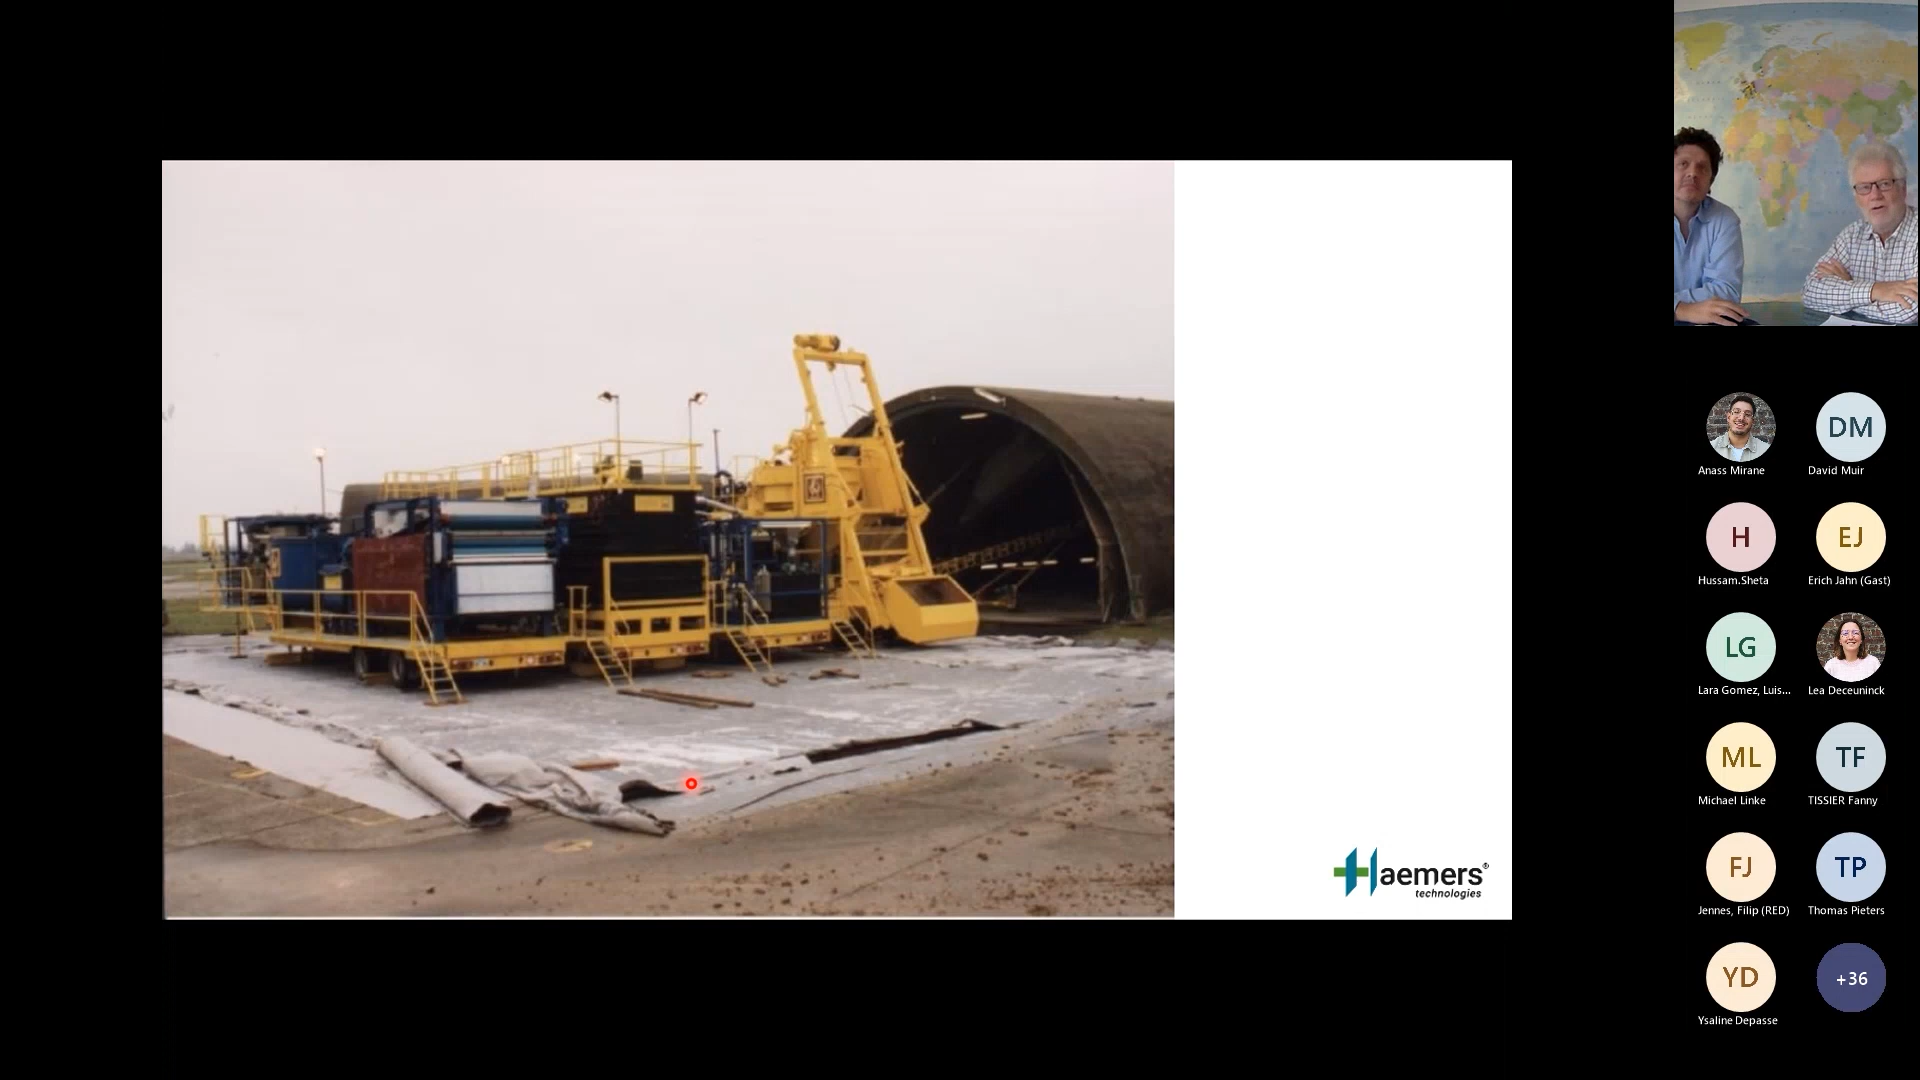 Haemers®
technologies
DM
Anass Mirane
David Muir
H
EJ
Hussam.Sheta
Erich Jahn (Gast)
LG
Lara Gomez, Luis...
Lea Deceuninck
ML
TF
Michael Linke
TISSIER Fanny
FJ
TP
Jennes, Filip (RED)
Thomas Pieters
YD
+36
Ysaline Depasse